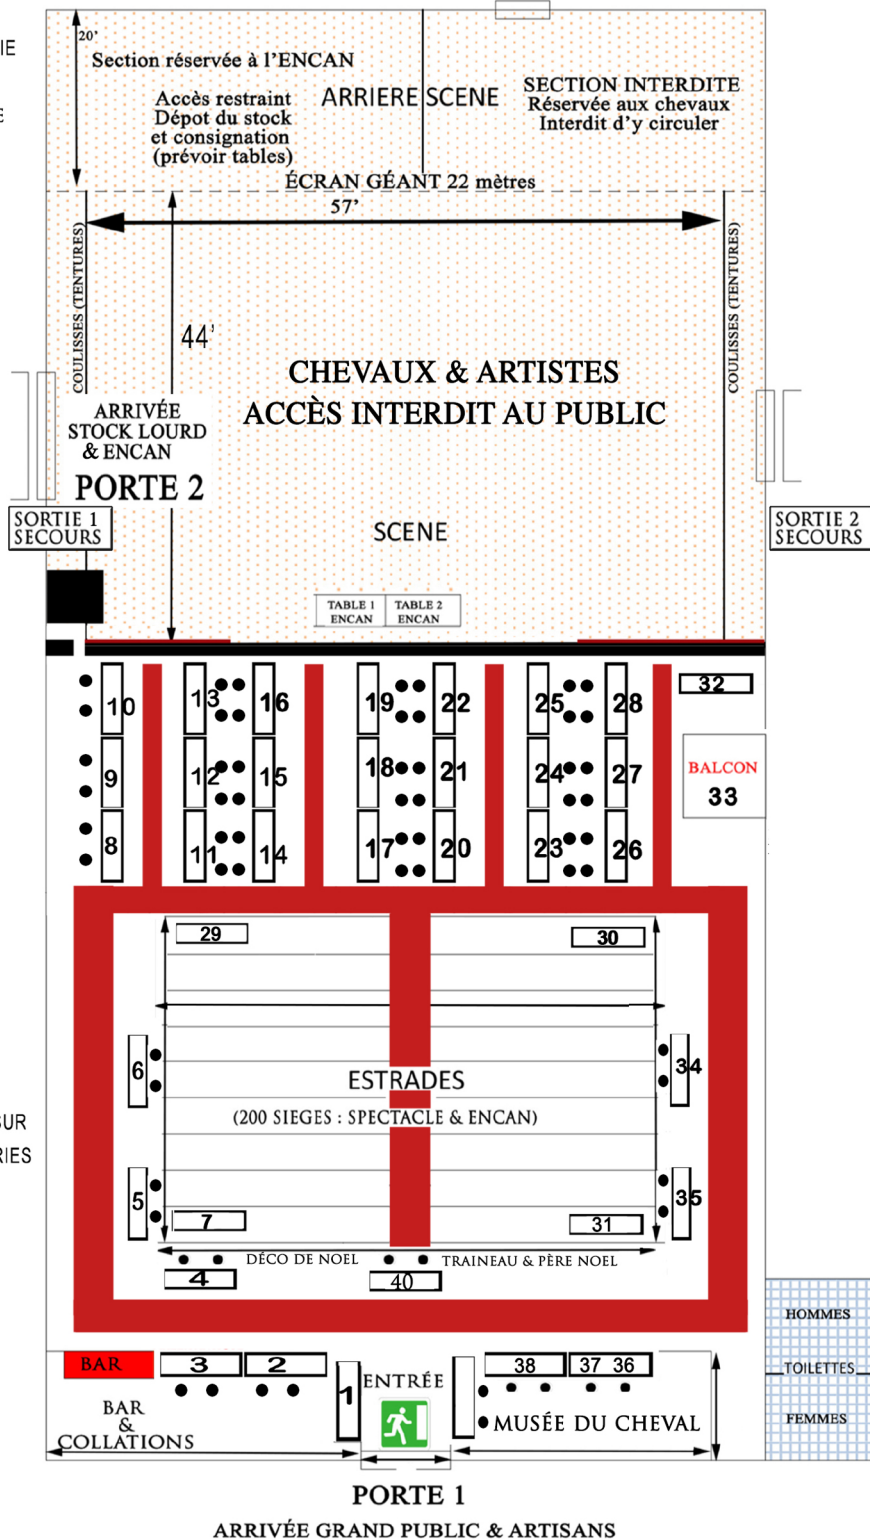 IE
E
20’
Section réservée à l’ENCAN
Accès restraint
Dépot du stock
et consignation
(prévoir tables)
ARRIERE SCENE
SECTION INTERDITE
Réservée aux chevaux
Interdit d’y circuler
ÉCRAN GÉANT 22 mètres
57’
COULISSES (TENTURES)
COULISSES (TENTURES)
44’
CHEVAUX & ARTISTES
ACCÈS INTERDIT AU PUBLIC
ARRIVÉE
STOCK LOURD
& ENCAN
PORTE 2
SORTIE 1
SECOURS
SORTIE 2
SECOURS
SCENE
TABLE 1
ENCAN
TABLE 2
ENCAN
10 13 16 19 22 25 28 32
9 12 15 18 21 24 27
BALCON
33
8 11 14 17 20 23 26
29 30
6 34
ESTRADES
(200 SIEGES : SPECTACLE & ENCAN)
SUR
RIES
5 35
7 31
DÉCO DE NOEL
TRAINEAU & PÈRE NOEL
4 40
HOMMES
TOILETTES
FEMMES
BAR 3 2 1
ENTRÉE
38 37 36
BAR
&
COLLATIONS
MUSÉE DU CHEVAL
PORTE 1
ARRIVÉE GRAND PUBLIC & ARTISANS